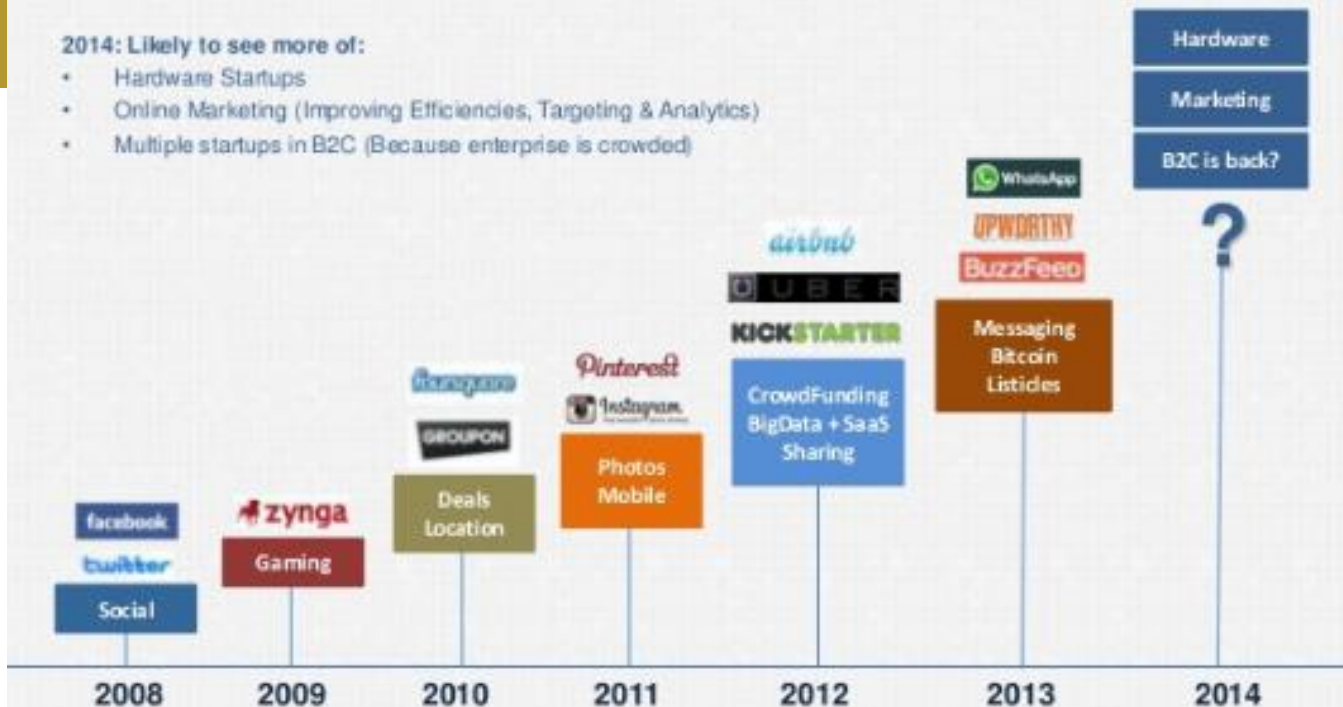 2014: Likely to see more of:
• Hardware Startups
• Online Marketing (Improving Efficiencies, Targeting & Analytics)
• Multiple startups in B2C (Because enterprise is crowded)
Hardware
Marketing
B2C is back?
?
WhatsApp
UPWORTHY
BuzzFeed
Messaging
Bitcoin
Listicles
airbnb
U UBER
KICKSTARTER
CrowdFunding
BigData + SaaS
Sharing
Pinterest
Instagram
Photos
Mobile
foursquare
GROUPON
Deals
Location
zynga
Gaming
facebook
twitter
Social
2008 2009 2010 2011 2012 2013 2014